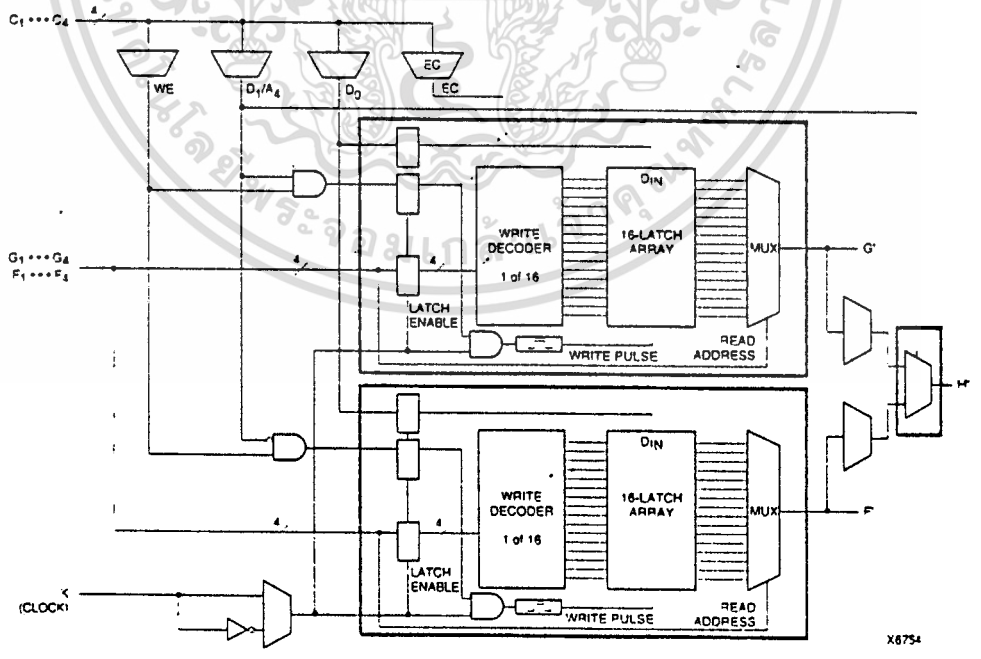 C₁ ••• C₄
4
EC
WE
D₁/A₄
D₀
EC
DIN
WRITE
DECODER
1 of 16
16-LATCH
ARRAY
MUX
G'
G₁ ••• G₄
F₁ ••• F₄
4
4
LATCH
ENABLE
WRITE PULSE
READ
ADDRESS
H'
DIN
WRITE
DECODER
1 of 16
16-LATCH
ARRAY
MUX
F'
4
4
LATCH
ENABLE
K
(CLOCK)
WRITE PULSE
READ
ADDRESS
X6754